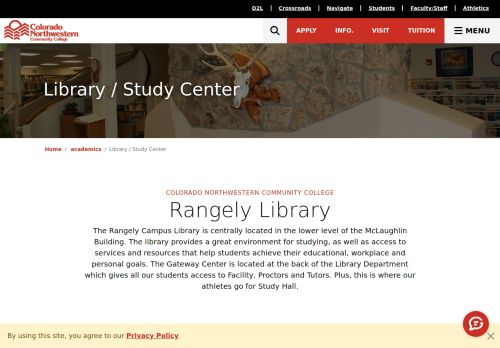 D2L | Crossroads | Navigate | Students | Faculty/Staff | Athletics
Colorado
Northwestern
Community College
APPLY INFO. VISIT TUITION MENU
Library / Study Center
Home / academics / Library / Study Center
COLORADO NORTHWESTERN COMMUNITY COLLEGE
Rangely Library
The Rangely Campus Library is centrally located in the lower level of the McLaughlin
Building. The library provides a great environment for studying, as well as access to
services and resources that help students achieve their educational, workplace and
personal goals. The Gateway Center is located at the back of the Library Department
which gives all our students access to Facility, Proctors and Tutors. Plus, this is where our
athletes go for Study Hall.
By using this site, you agree to our Privacy Policy